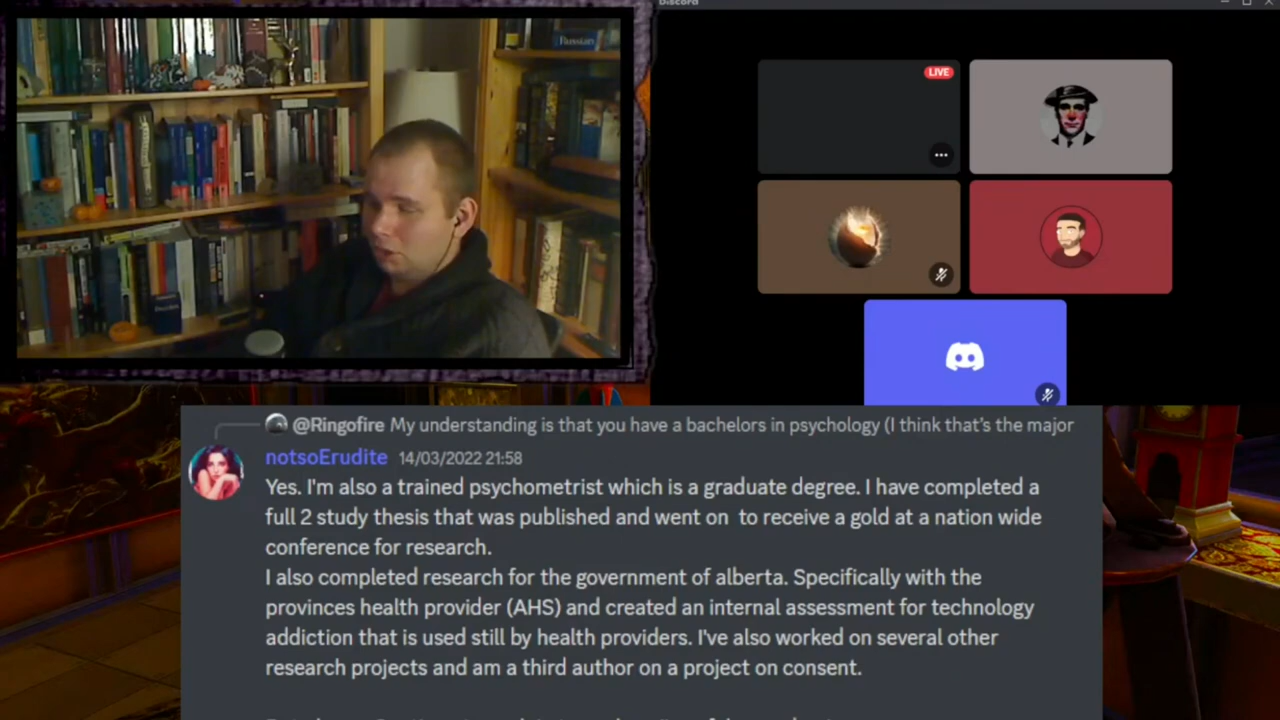 Discord
Russian
LIVE
@Ringofire My understanding is that you have a bachelors in psychology (I think that's the major
notsoErudite 14/03/2022 21:58
Yes. I'm also a trained psychometrist which is a graduate degree. I have completed a
full 2 study thesis that was published and went on to receive a gold at a nation wide
conference for research.
I also completed research for the government of alberta. Specifically with the
provinces health provider (AHS) and created an internal assessment for technology
addiction that is used still by health providers. I've also worked on several other
research projects and am a third author on a project on consent.